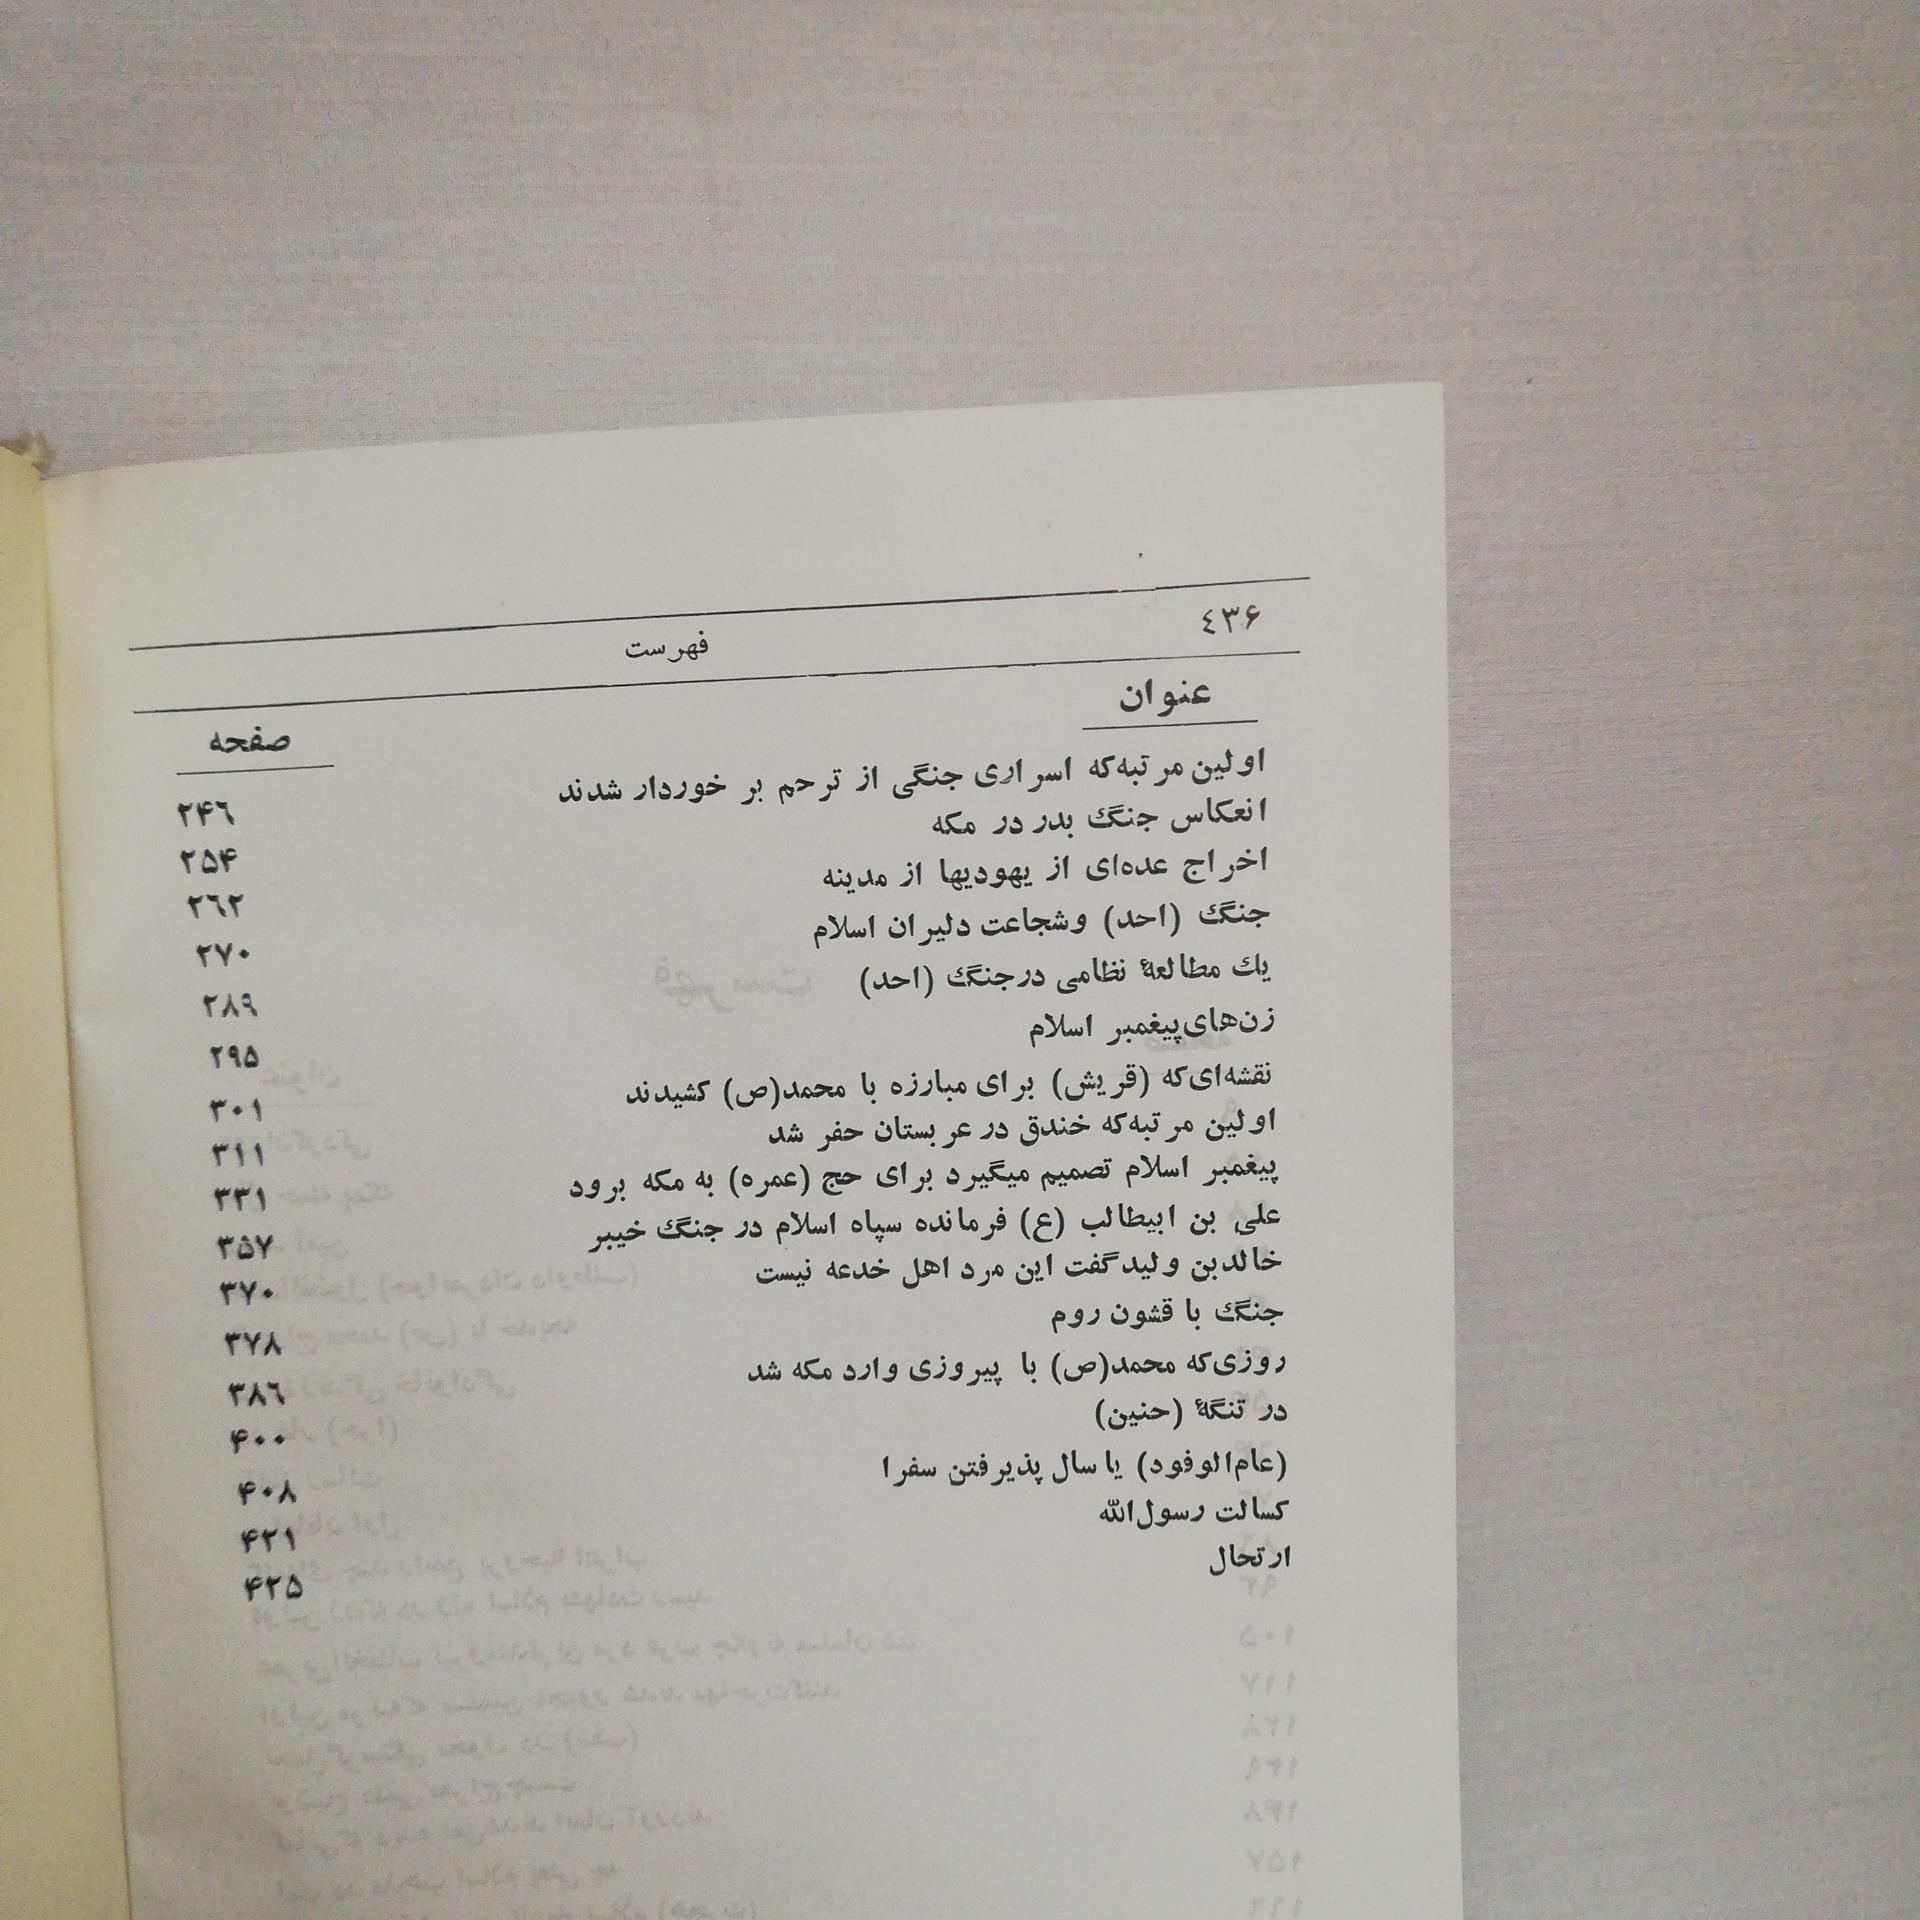 ۴۳۶
فهرست
عنوان
صفحه
اولین مرتبه‌که اسراری جنگی از ترحم بر خوردار شدند ۲۴۶
انعکاس جنگ بدر در مکه ۲۵۴
اخراج عده‌ای از یهودیها از مدینه ۲۶۲
جنگ (احد) وشجاعت دلیران اسلام ۲۷۰
یك مطالعهٔ نظامی درجنگ (احد) ۲۸۹
زن‌های‌پیغمبر اسلام ۲۹۵
نقشه‌ای‌که (قریش) برای مبارزه با محمد(ص) کشیدند ۳۰۱
اولین مرتبه‌که خندق در عربستان حفر شد ۳۱۱
پیغمبر اسلام تصمیم میگیرد برای حج (عمره) به مکه برود ۳۳۱
علی بن ابیطالب (ع) فرمانده سپاه اسلام در جنگ خیبر ۳۵۷
خالدبن ولیدگفت این مرد اهل خدعه نیست ۳۷۰
جنگ با قشون روم ۳۷۸
روزی‌که محمد(ص) با پیروزی وارد مکه شد ۳۸۶
در تنگهٔ (حنین) ۴۰۰
(عام‌الوفود) یا سال پذیرفتن سفرا ۴۰۸
کسالت رسول‌الله ۴۲۱
ارتحال ۴۲۵